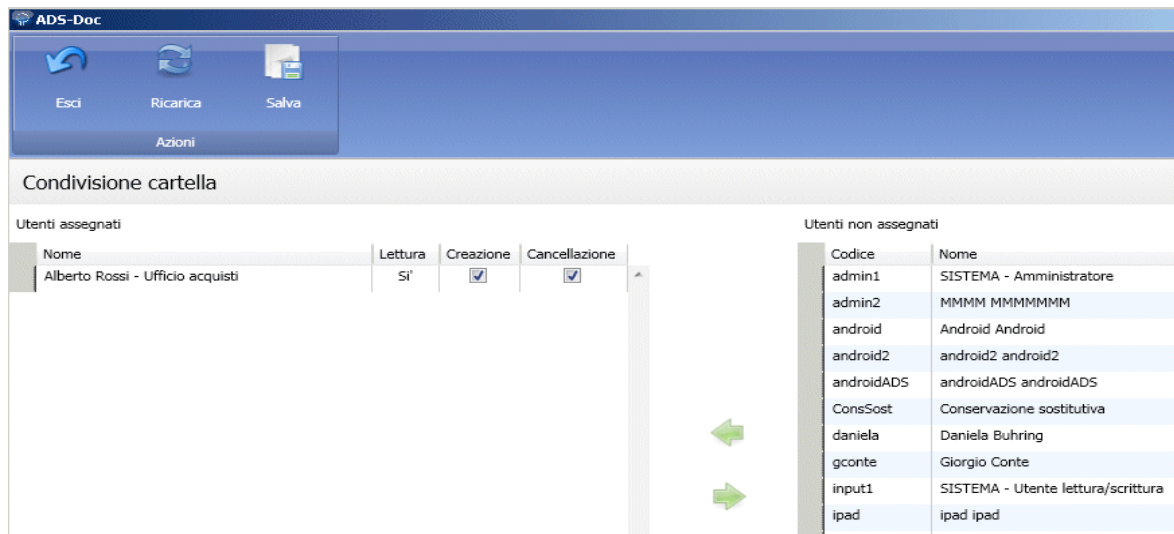 ADS-Doc
Esci Ricarica Salva
Azioni
Condivisione cartella
Utenti assegnati
Nome Lettura Creazione Cancellazione
Alberto Rossi - Ufficio acquisti Si'
Utenti non assegnati
Codice Nome
admin1 SISTEMA - Amministratore
admin2 MMMM MMMMMMM
android Android Android
android2 android2 android2
androidADS androidADS androidADS
ConsSost Conservazione sostitutiva
daniela Daniela Buhring
gconte Giorgio Conte
input1 SISTEMA - Utente lettura/scrittura
ipad ipad ipad